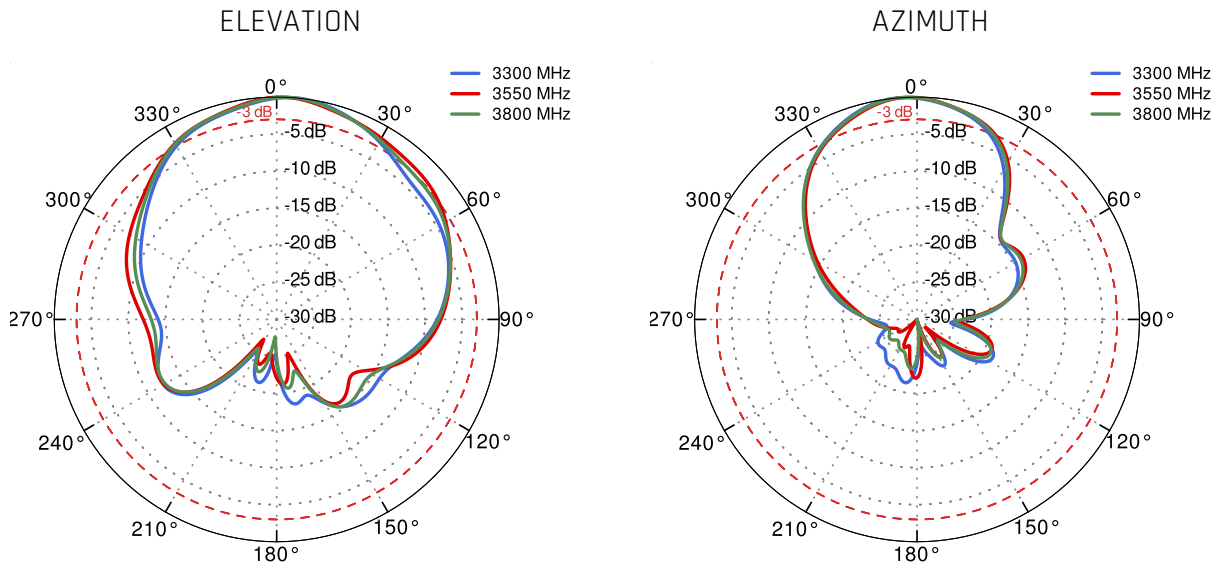 ELEVATION
3300 MHz
3550 MHz
3800 MHz
0°
-3 dB
330°
30°
-5 dB
-10 dB
300°
60°
-15 dB
-20 dB
-25 dB
270°
-30 dB
90°
240°
120°
210°
150°
180°
AZIMUTH
3300 MHz
3550 MHz
3800 MHz
0°
-3 dB
330°
30°
-5 dB
-10 dB
300°
60°
-15 dB
-20 dB
-25 dB
270°
-30 dB
90°
240°
120°
210°
150°
180°